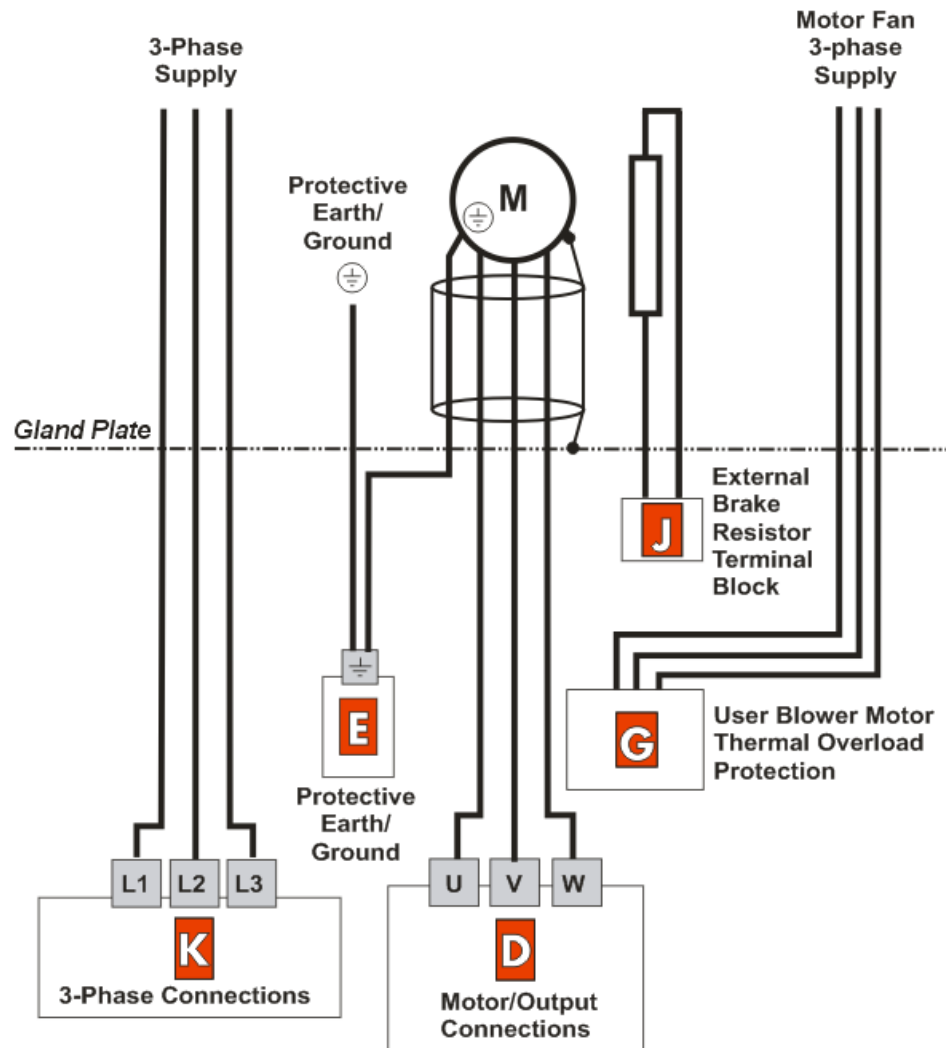 3-Phase
Supply
Motor Fan
3-phase
Supply
Protective
Earth/
Ground
M
Gland Plate
External
Brake
Resistor
Terminal
Block
J
E
Protective
Earth/
Ground
G
User Blower Motor
Thermal Overload
Protection
L1 L2 L3
K
3-Phase Connections
U V W
D
Motor/Output
Connections